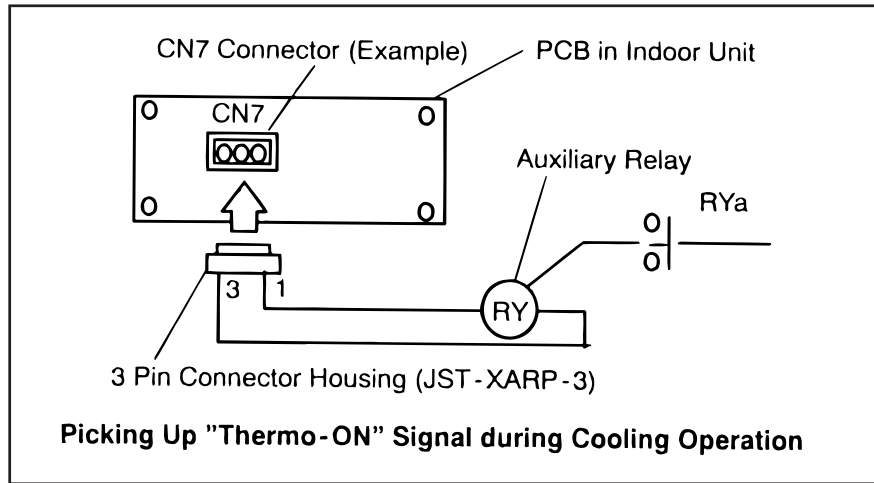 CN7 Connector (Example)
PCB in Indoor Unit
CN7
Auxiliary Relay
RYa
3 1
RY
3 Pin Connector Housing (JST-XARP-3)
Picking Up "Thermo-ON" Signal during Cooling Operation